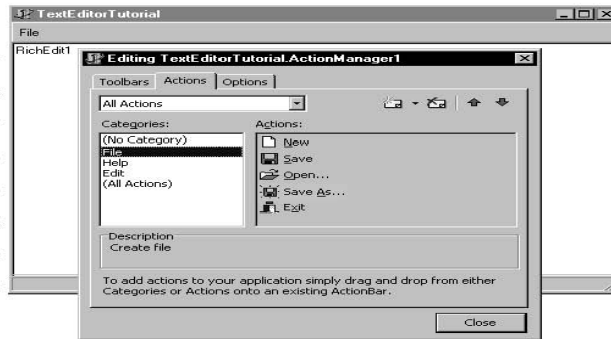 TextEditorTutorial
File
RichEdit1
Editing TextEditorTutorial.ActionManager1
Toolbars Actions Options
All Actions
Categories:
(No Category)
File
Help
Edit
(All Actions)
Actions:
New
Save
Open...
Save As...
Exit
Description
Create file
To add actions to your application simply drag and drop from either
Categories or Actions onto an existing ActionBar.
Close